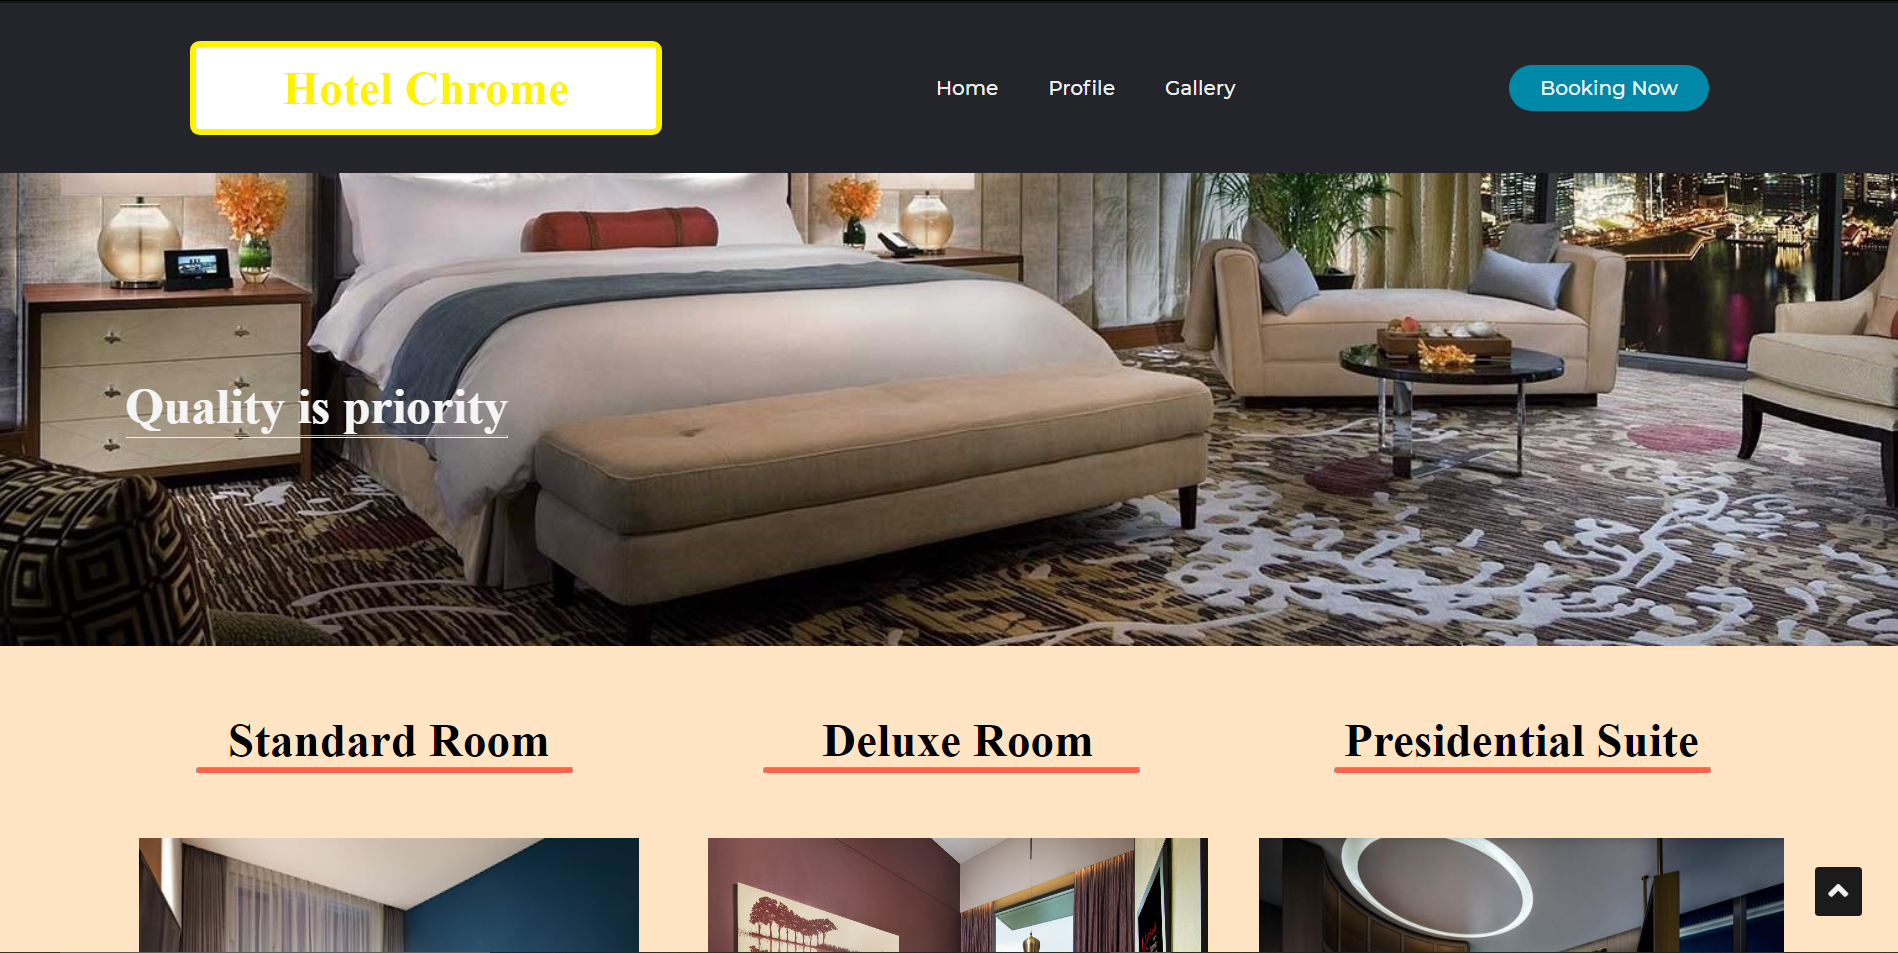 Hotel Chrome
Home
Profile
Gallery
Booking Now
Quality is priority
Standard Room
Deluxe Room
Presidential Suite